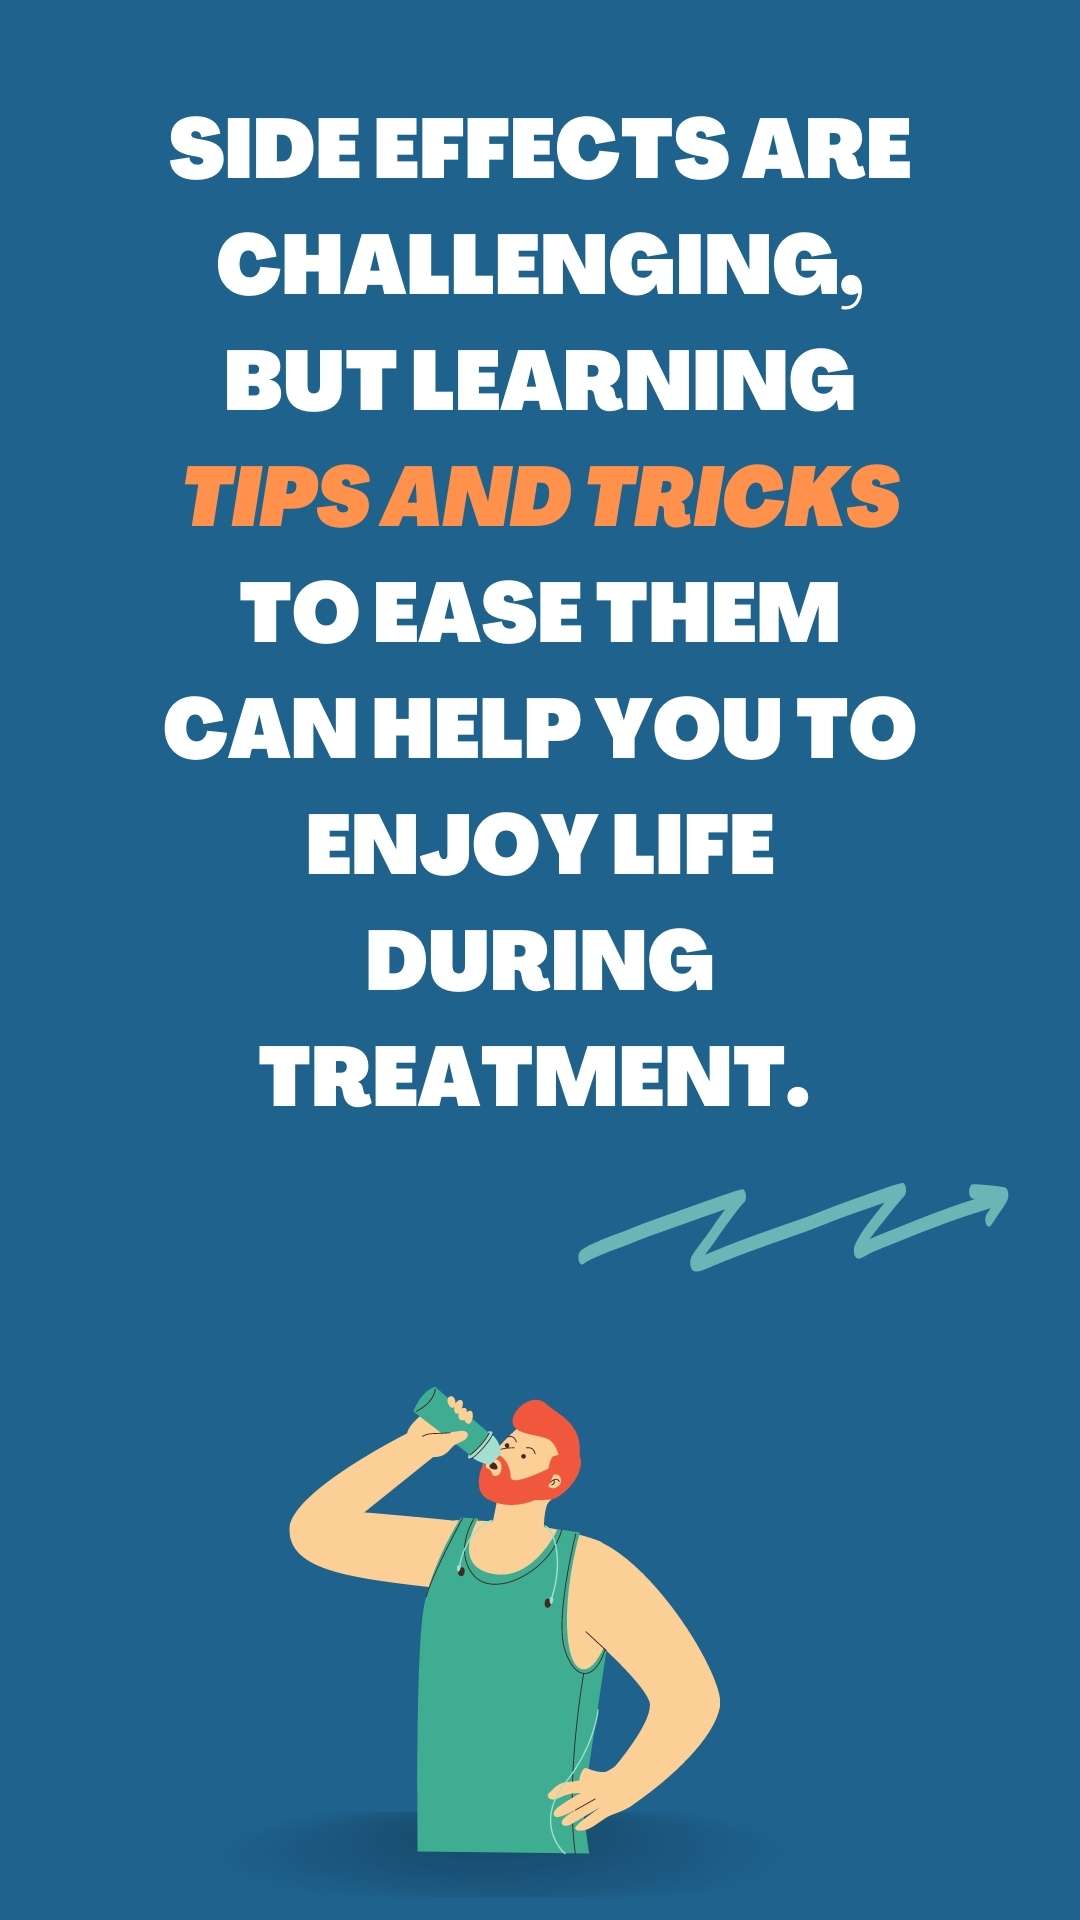 SIDE EFFECTS ARE
CHALLENGING,
BUT LEARNING
TIPS AND TRICKS
TO EASE THEM
CAN HELP YOU TO
ENJOY LIFE
DURING
TREATMENT.